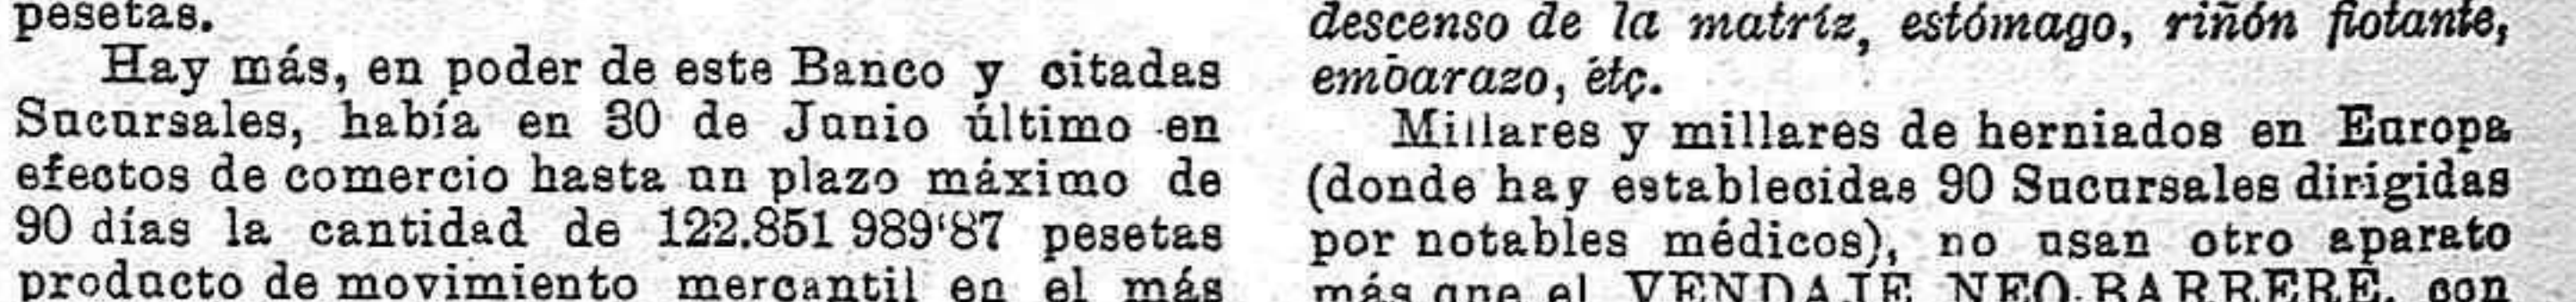 pesetas.
Hay más, en poder de este Banco y citadas
Sucursales, había en 30 de Junio último en
efectos de comercio hasta un plazo máximo de
90 días la cantidad de 122.851 989‘87 pesetas
producto de movimiento mercantil en el más
descenso de la matríz, estómago, riñón flotante,
embarazo, etc.
Millares y millares de herniados en Europa
(donde hay establecidas 90 Sucursales dirigidas
por notables médicos), no usan otro aparato
más que el VENDAJE NEO-BARRERE, con